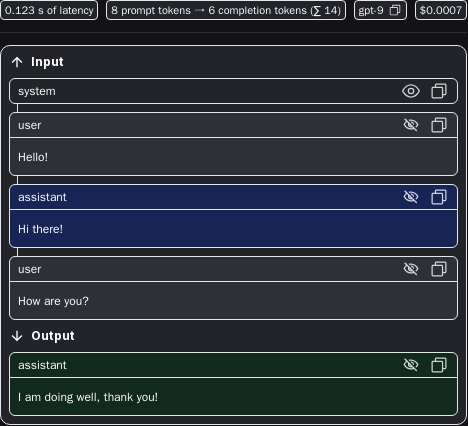 0.123 s of latency
8 prompt tokens → 6 completion tokens (∑ 14)
gpt-9
$0.0007
Input
system
user
Hello!
assistant
Hi there!
user
How are you?
Output
assistant
I am doing well, thank you!